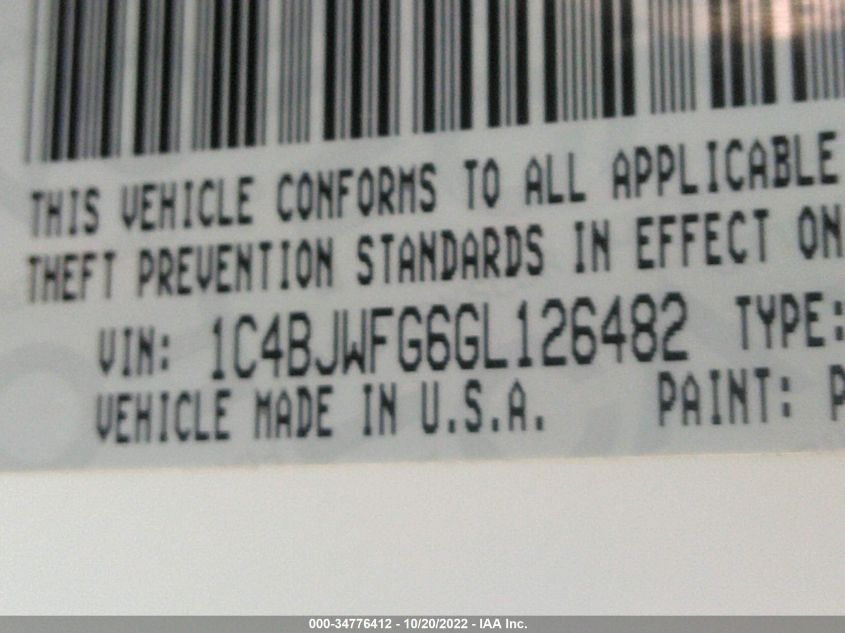 THIS VEHICLE CONFORMS TO ALL APPLICABLE
THEFT PREVENTION STANDARDS IN EFFECT ON
VIN: 1C4BJWFG6GL126482 TYPE:
VEHICLE MADE IN U.S.A. PAINT: P
000-34776412 - 10/20/2022 - IAA Inc.